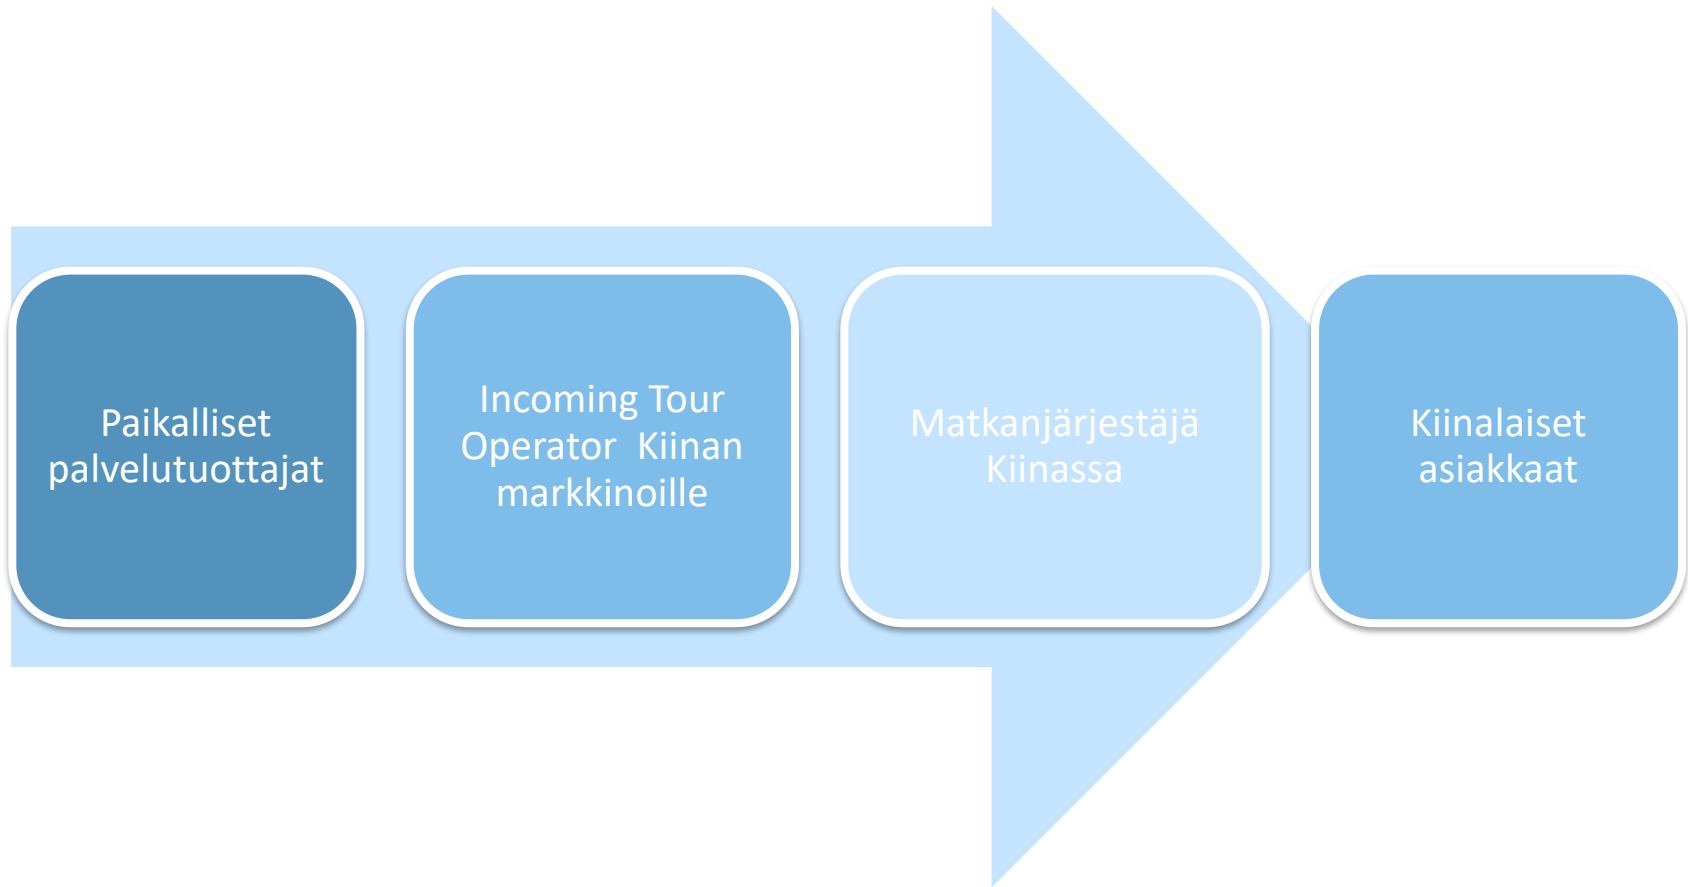 Paikalliset
palvelutuottajat
Incoming Tour
Operator  Kiinan
markkinoille
Matkanjärjestäjä
Kiinassa
Kiinalaiset
asiakkaat